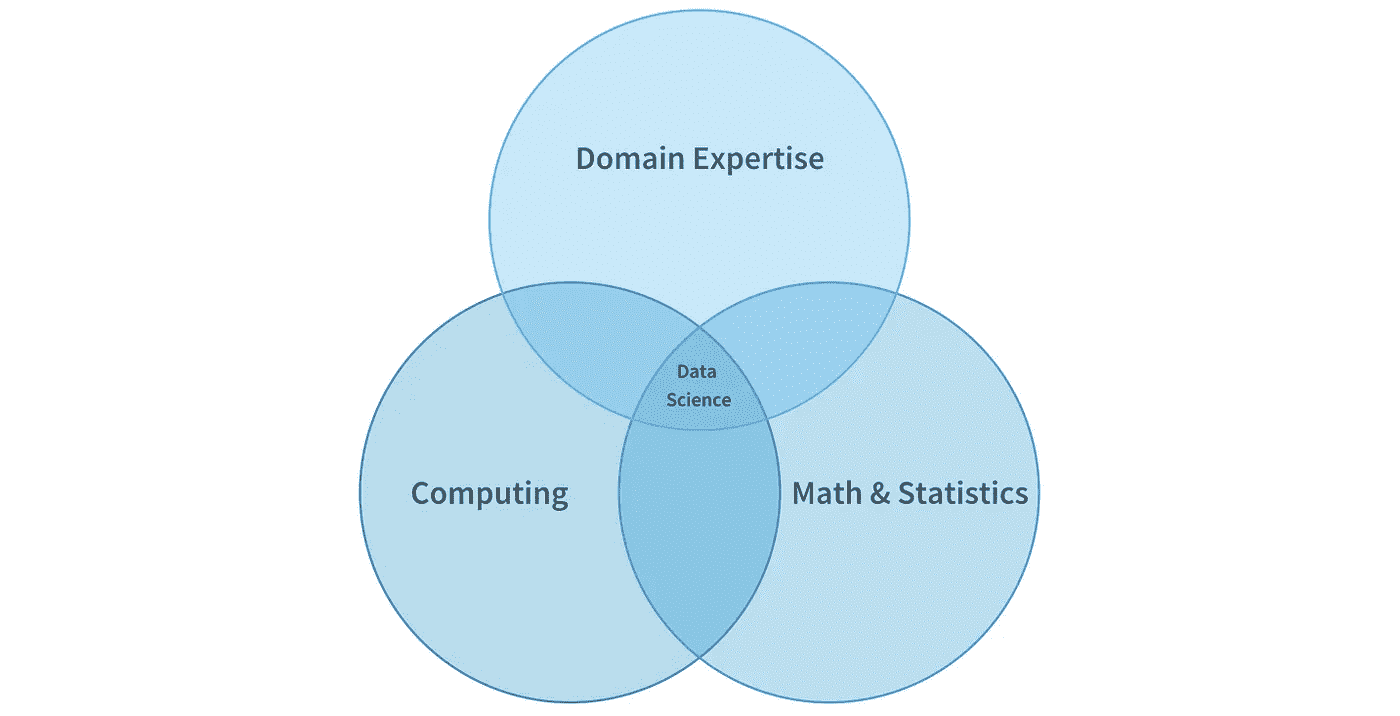 Domain Expertise
Data
Science
Computing
Math & Statistics